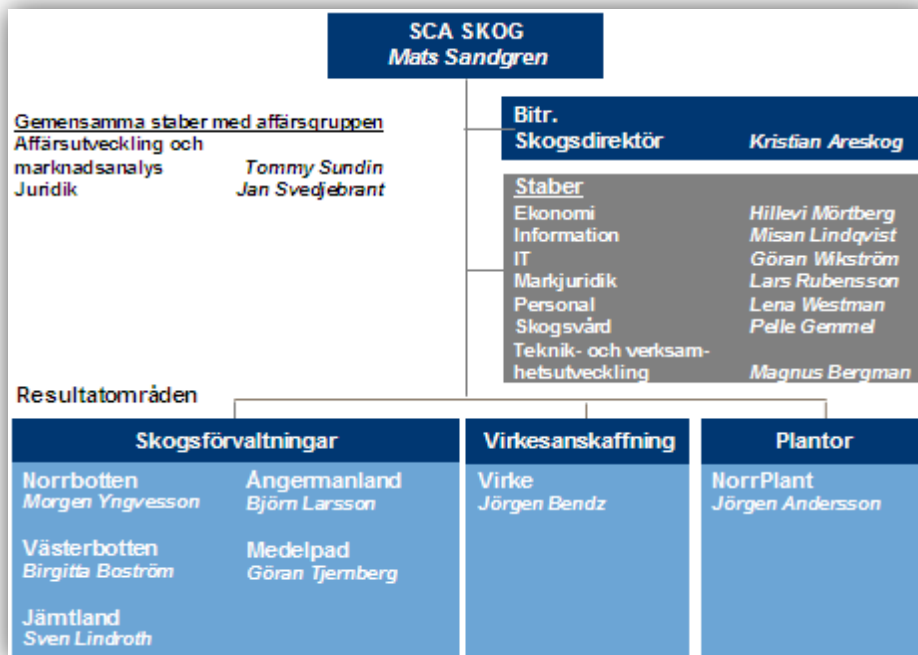 SCA SKOG
Mats Sandgren
Gemensamma staber med affärsgruppen
Affärsutveckling och
marknadsanalys Tommy Sundin
Juridik Jan Svedjebrant
Bitr.
Skogsdirektör Kristian Areskog
Staber
Ekonomi Hillevi Mörtberg
Information Misan Lindqvist
IT Göran Wikström
Markjuridik Lars Rubensson
Personal Lena Westman
Skogsvård Pelle Gemmel
Teknik- och verksam-
hetsutveckling Magnus Bergman
Resultatområden
Skogsförvaltningar
Norrbotten
Morgen Yngvesson
Västerbotten
Birgitta Boström
Jämtland
Sven Lindroth
Ångermanland
Björn Larsson
Medelpad
Göran Tjernberg
Virkesanskaffning
Virke
Jörgen Bendz
Plantor
NorrPlant
Jörgen Andersson